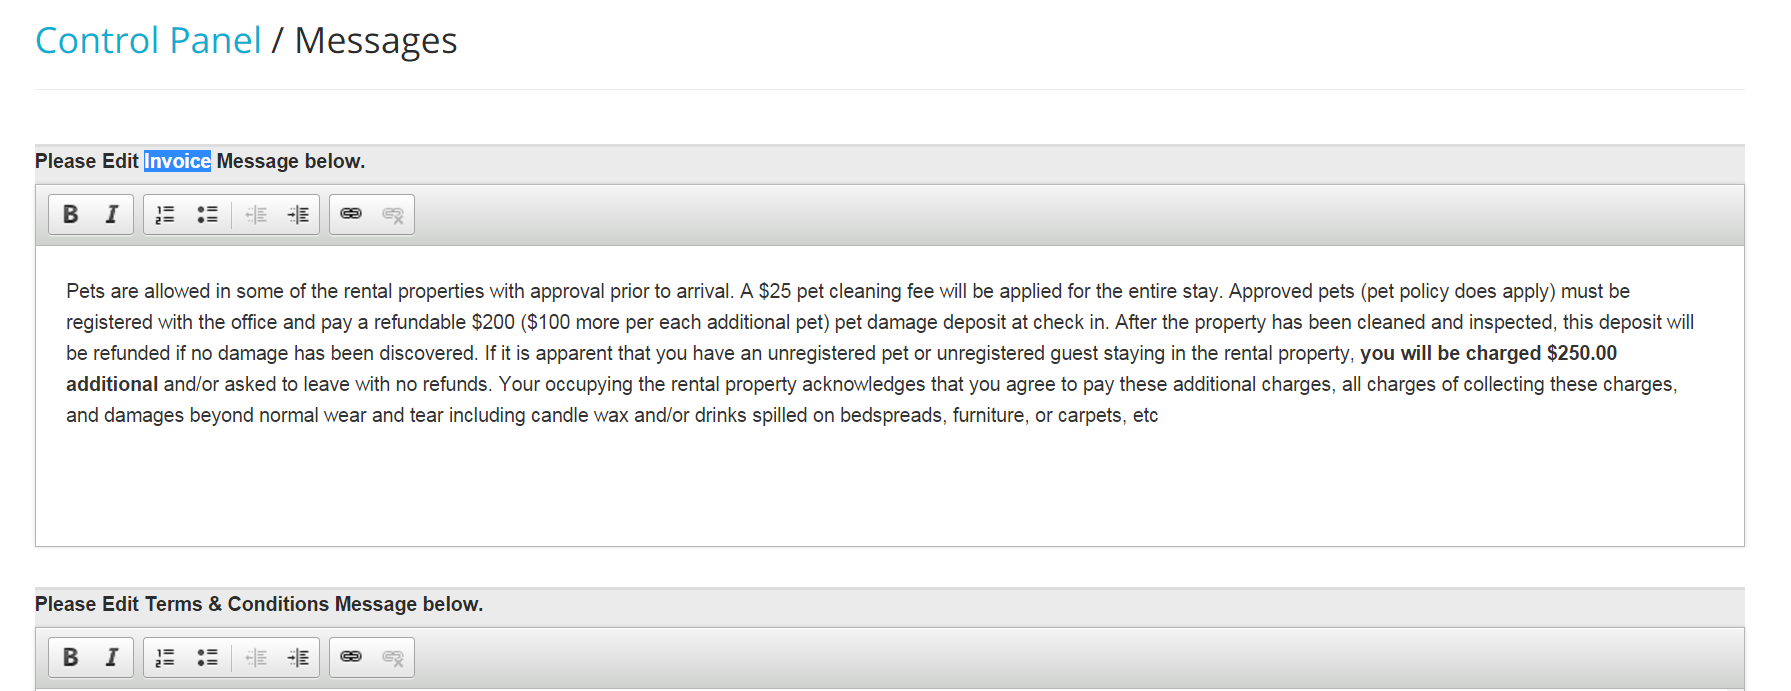 Control Panel / Messages
Please Edit Invoice Message below.
Pets are allowed in some of the rental properties with approval prior to arrival. A $25 pet cleaning fee will be applied for the entire stay. Approved pets (pet policy does apply) must be
registered with the office and pay a refundable $200 ($100 more per each additional pet) pet damage deposit at check in. After the property has been cleaned and inspected, this deposit will
be refunded if no damage has been discovered. If it is apparent that you have an unregistered pet or unregistered guest staying in the rental property, you will be charged $250.00
additional and/or asked to leave with no refunds. Your occupying the rental property acknowledges that you agree to pay these additional charges, all charges of collecting these charges,
and damages beyond normal wear and tear including candle wax and/or drinks spilled on bedspreads, furniture, or carpets, etc
Please Edit Terms & Conditions Message below.